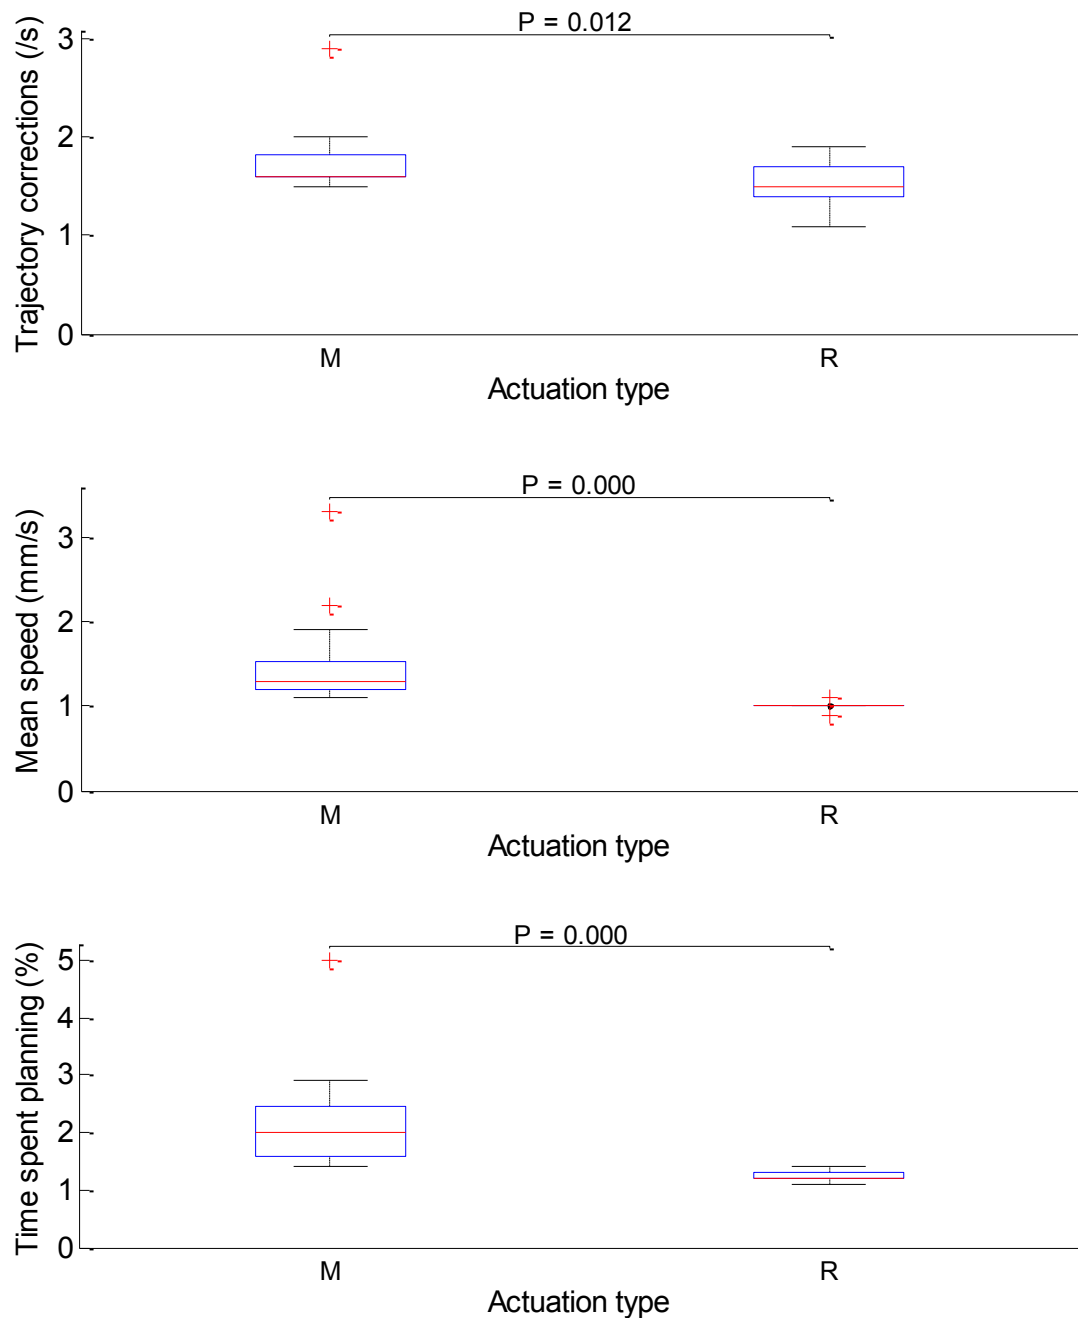 P = 0.012
Trajectory corrections (/s)
3
2
1
0
M
R
Actuation type
P = 0.000
Mean speed (mm/s)
3
2
1
0
M
R
Actuation type
P = 0.000
Time spent planning (%)
5
4
3
2
1
0
M
R
Actuation type